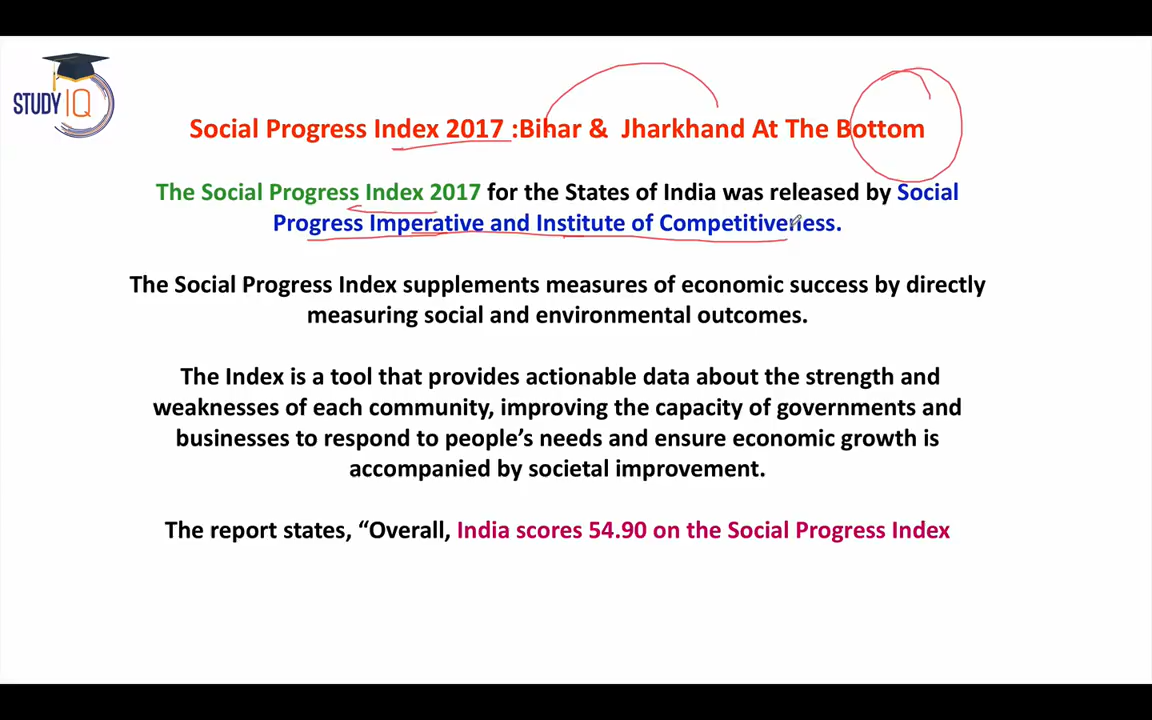 STUDY IQ
Social Progress Index 2017 :Bihar & Jharkhand At The Bottom
The Social Progress Index 2017 for the States of India was released by Social
Progress Imperative and Institute of Competitiveness.
The Social Progress Index supplements measures of economic success by directly
measuring social and environmental outcomes.
The Index is a tool that provides actionable data about the strength and
weaknesses of each community, improving the capacity of governments and
businesses to respond to people’s needs and ensure economic growth is
accompanied by societal improvement.
The report states, “Overall, India scores 54.90 on the Social Progress Index